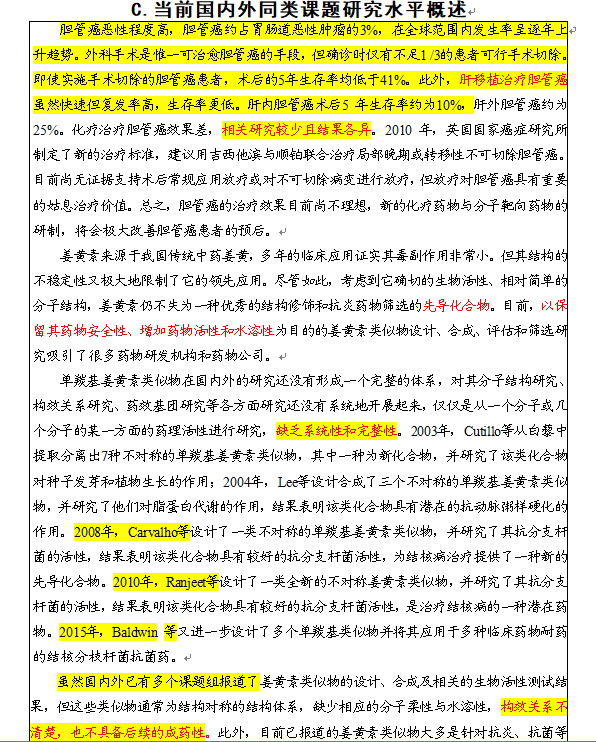 C. 当前国内外同类课题研究水平概述
胆管癌恶性程度高，胆管癌约占胃肠道恶性肿瘤的3%，在全球范围内发生率呈逐年上
升趋势。外科手术是惟一可治愈胆管癌的手段，但确诊时仅有不足1 /3的患者可行手术切除。
即使实施手术切除的胆管癌患者，术后的5年生存率均低于41%。此外，肝移植治疗胆管癌
虽然快速但复发率高，生存率更低。肝内胆管癌术后5 年生存率约为10%，肝外胆管癌约为
25%。化疗治疗胆管癌效果差，相关研究较少且结果各异。2010 年，英国国家癌症研究所
制定了新的治疗标准，建议用吉西他滨与顺铂联合治疗局部晚期或转移性不可切除胆管癌。
目前尚无证据支持术后常规应用放疗或对不可切除病变进行放疗，但放疗对胆管癌具有重要
的姑息治疗价值。总之，胆管癌的治疗效果目前尚不理想，新的化疗药物与分子靶向药物的
研制，将会极大改善胆管癌患者的预后。
姜黄素来源于我国传统中药姜黄，多年的临床应用证实其毒副作用非常小。但其结构的
不稳定性又极大地限制了它的领先应用。尽管如此，考虑到它确切的生物活性、相对简单的
分子结构，姜黄素仍不失为一种优秀的结构修饰和抗炎药物筛选的先导化合物。目前，以保
留其药物安全性、增加药物活性和水溶性为目的的姜黄素类似物设计、合成、评估和筛选研
究吸引了很多药物研发机构和药物公司。
单羰基姜黄素类似物在国内外的研究还没有形成一个完整的体系，对其分子结构研究、
构效关系研究、药效基团研究等各方面研究还没有系统地开展起来，仅仅是从一个分子或几
个分子的某一方面的药理活性进行研究，缺乏系统性和完整性。2003年，Cutillo等从白藜中
提取分离出7种不对称的单羰基姜黄素类似物，其中一种为新化合物，并研究了该类化合物
对种子发芽和植物生长的作用；2004年，Lee等设计合成了三个不对称的单羰基姜黄素类似
物，并研究了他们对脂蛋白代谢的作用，结果表明该类化合物具有潜在的抗动脉粥样硬化的
作用。2008年，Carvalho等设计了一类不对称的单羰基姜黄素类似物，并研究了其抗分支杆
菌的活性，结果表明该类化合物具有较好的抗分支杆菌活性，为结核病治疗提供了一种新的
先导化合物。2010年，Ranjeet等设计了一类全新的不对称姜黄素类似物，并研究了其抗分支
杆菌的活性，结果表明该类化合物具有较好的抗分支杆菌活性，是治疗结核病的一种潜在药
物。2015年，Baldwin 等又进一步设计了多个单羰基类似物并将其应用于多种临床药物耐药
的结核分枝杆菌抗菌药。
虽然国内外已有多个课题组报道了姜黄素类似物的设计、合成及相关的生物活性测试结
果，但这些类似物通常为结构对称的结构体系，缺少相应的分子柔性与水溶性，构效关系不
清楚，也不具备后续的成药性。此外，目前已报道的姜黄素类似物大多是针对抗炎、抗菌等